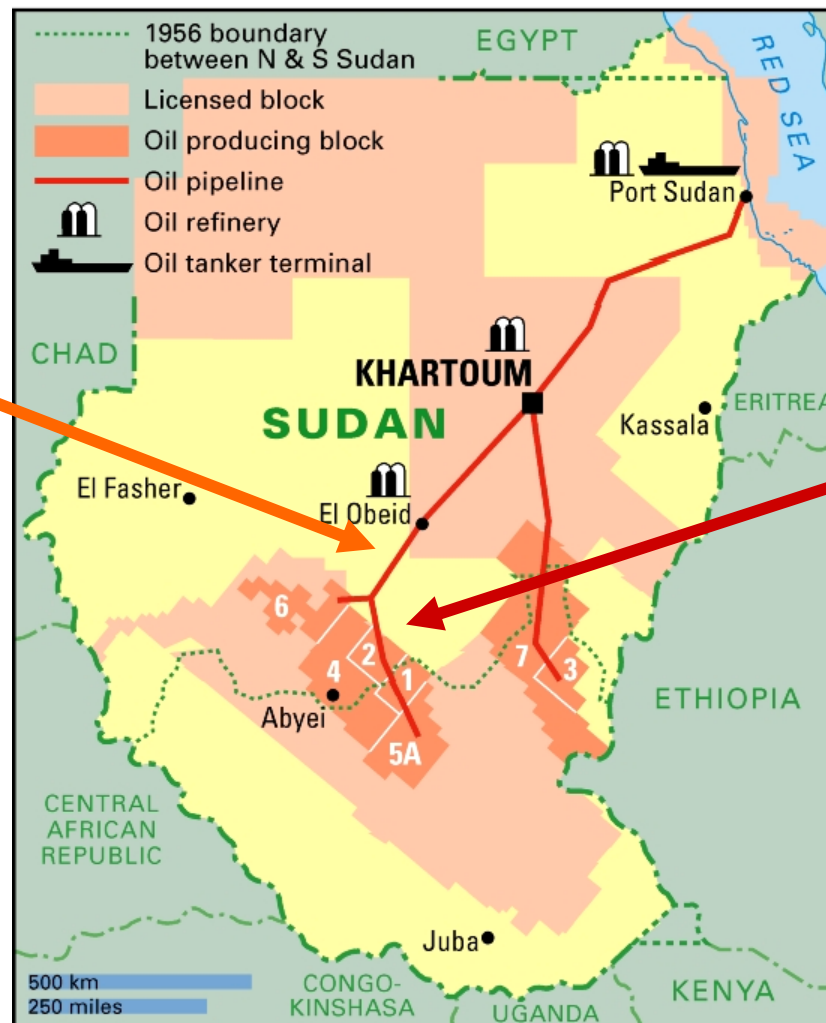 1956 boundary
between N & S Sudan
Licensed block
Oil producing block
Oil pipeline
Oil refinery
Oil tanker terminal
EGYPT
RED SEA
Port Sudan
CHAD
KHARTOUM
SUDAN
Kassala
ERITREA
El Fasher
El Obeid
6
2
4
1
7
3
Abyei
5A
ETHIOPIA
CENTRAL
AFRICAN
REPUBLIC
Juba
500 km
250 miles
CONGO-
KINSHASA
UGANDA
KENYA